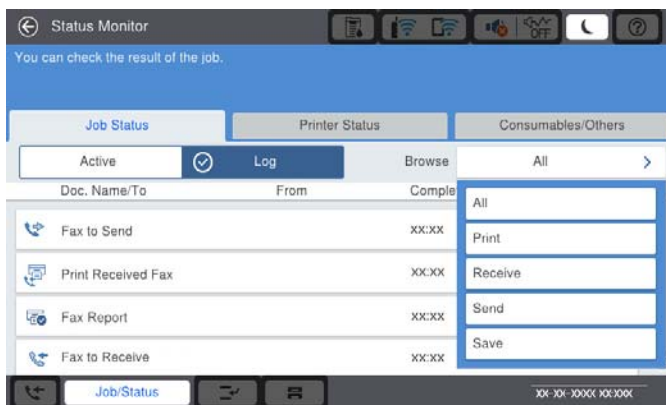 Status Monitor
OFF
You can check the result of the job.
Job Status Printer Status Consumables/Others
Active Log Browse All
Doc. Name/To From Comple
All
Fax to Send XX:XX
Print
Print Received Fax XX:XX
Receive
Fax Report XX:XX
Send
Save
Fax to Receive XX:XX
Job/Status XX-XX-XXXX XX:XXX